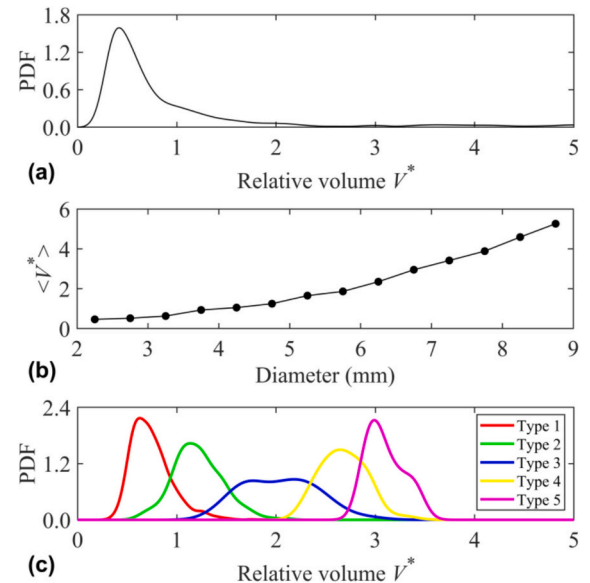 1.8
1.2
0.6
0.0
PDF
0 1 2 3 4 5
(a)
Relative volume V*
6
4
2
0
<V*>
2 3 4 5 6 7 8 9
(b)
Diameter (mm)
2.4
1.2
0.0
PDF
Type 1
Type 2
Type 3
Type 4
Type 5
0 1 2 3 4 5
(c)
Relative volume V*